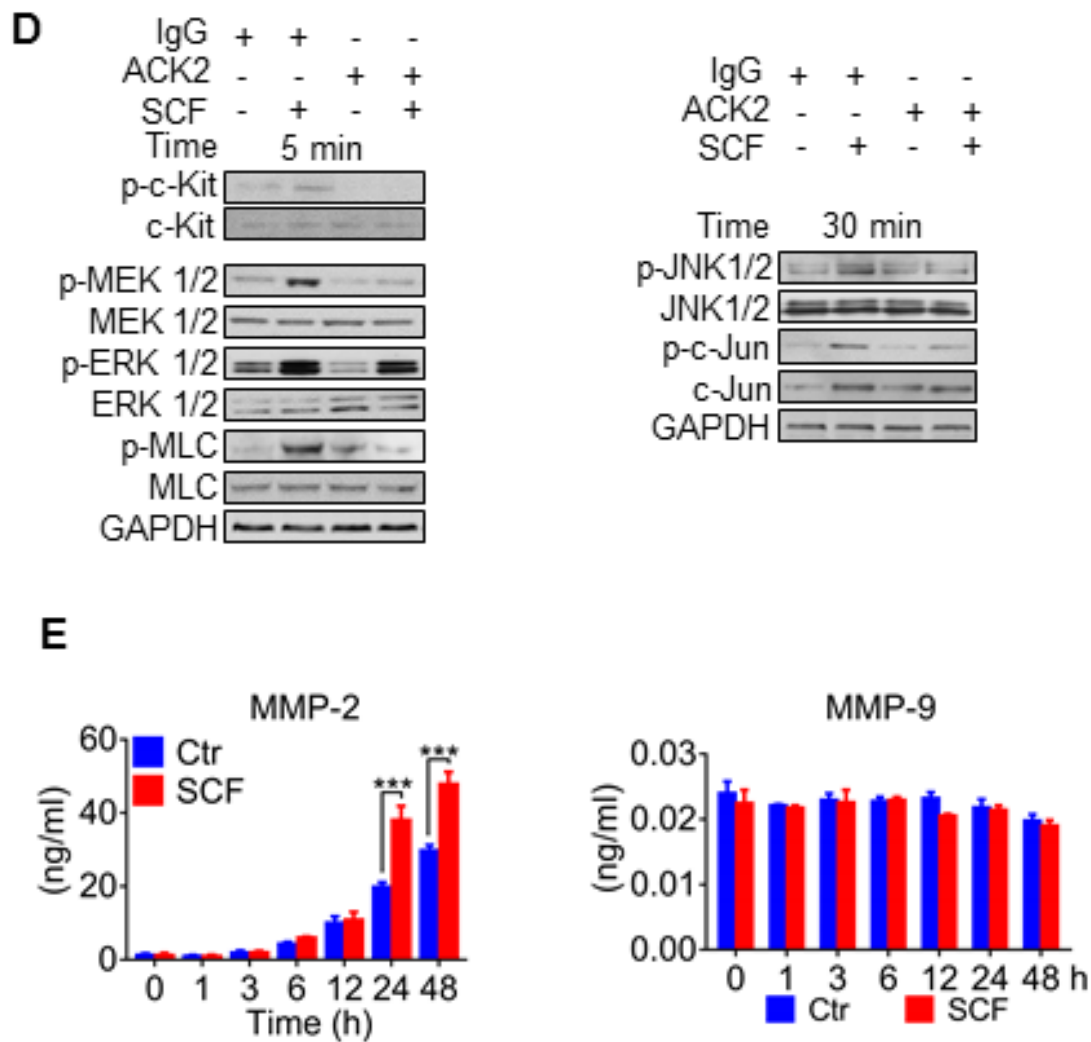 D
IgG + + - -
ACK2 - - + +
SCF - + - +
Time 5 min
p-c-Kit
c-Kit
p-MEK 1/2
MEK 1/2
p-ERK 1/2
ERK 1/2
p-MLC
MLC
GAPDH
IgG + + - -
ACK2 - - + +
SCF - + - +
Time 30 min
p-JNK1/2
JNK1/2
p-c-Jun
c-Jun
GAPDH
E
MMP-2
(ng/ml)
60
40
20
0
Ctr
SCF
*** ***
0 1 3 6 12 24 48
Time (h)
MMP-9
(ng/ml)
0.03
0.02
0.01
0.00
0 1 3 6 12 24 48 h
Ctr SCF